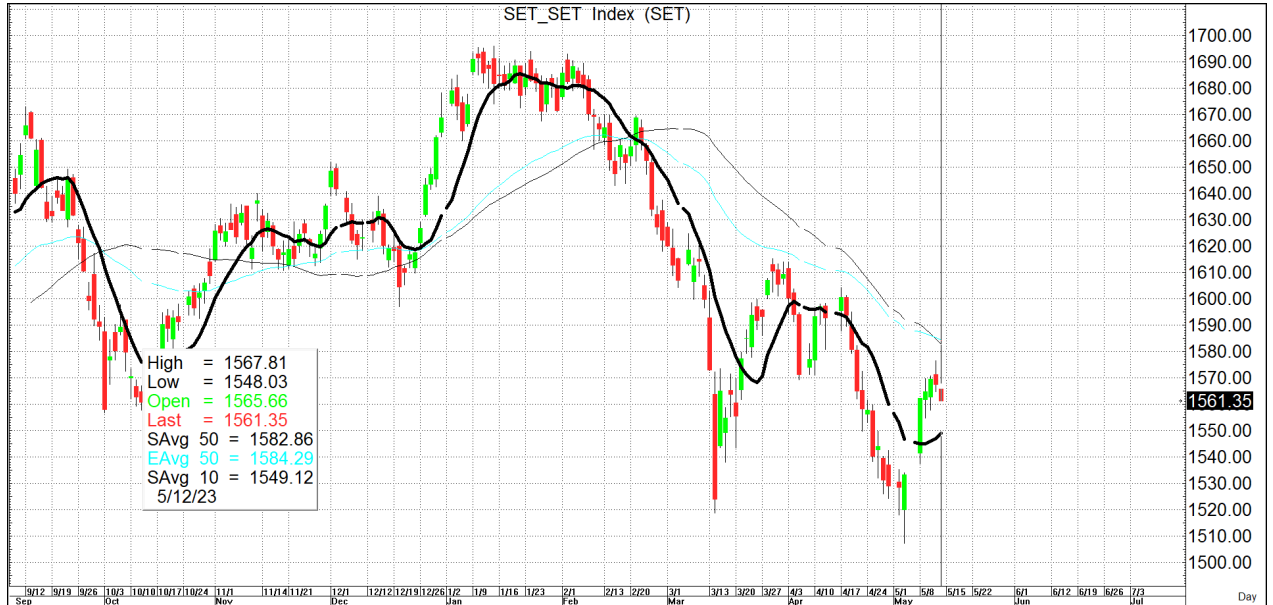 SET_SET Index (SET)
1700.00
1690.00
1680.00
1670.00
1660.00
1650.00
1640.00
1630.00
1620.00
1610.00
1600.00
1590.00
1580.00
1570.00
1561.35
1550.00
1540.00
1530.00
1520.00
1510.00
1500.00
High = 1567.81
Low = 1548.03
Open = 1565.66
Last = 1561.35
SAvg 50 = 1582.86
EAvg 50 = 1584.29
SAvg 10 = 1549.12
5/12/23
9/12 9/19 9/26 10/3 10/10 10/17 10/24 11/1 11/14 11/21 12/1 12/12 12/19 12/26 1/2 1/9 1/16 1/23 2/1 2/13 2/20 3/1 3/13 3/20 3/27 4/3 4/10 4/17 4/24 5/1 5/8 5/15 5/22 6/1 6/12 6/19 6/26 7/3
Sep Oct Nov Dec Jan Feb Mar Apr May Jun Jul
Day